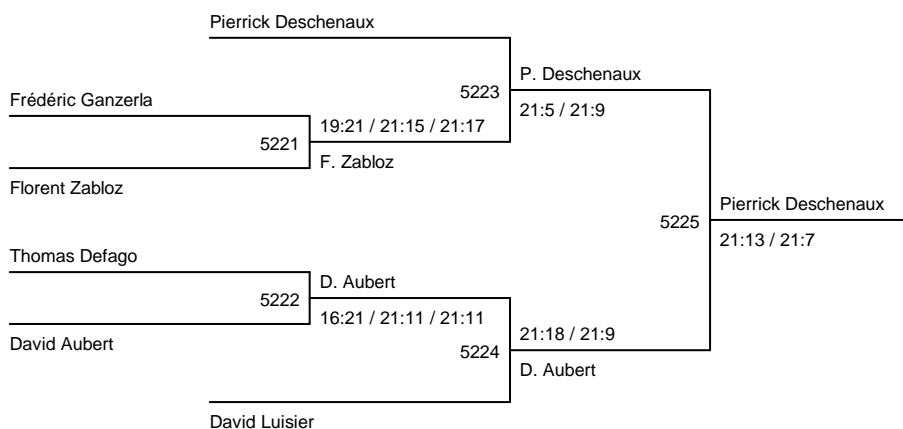 Pierrick Deschenaux
P. Deschenaux
5223
Frédéric Ganzerla
21:5 / 21:9
19:21 / 21:15 / 21:17
5221
F. Zabloz
Florent Zabloz
Pierrick Deschenaux
5225
21:13 / 21:7
Thomas Defago
D. Aubert
5222
16:21 / 21:11 / 21:11
21:18 / 21:9
David Aubert
5224
D. Aubert
David Luisier